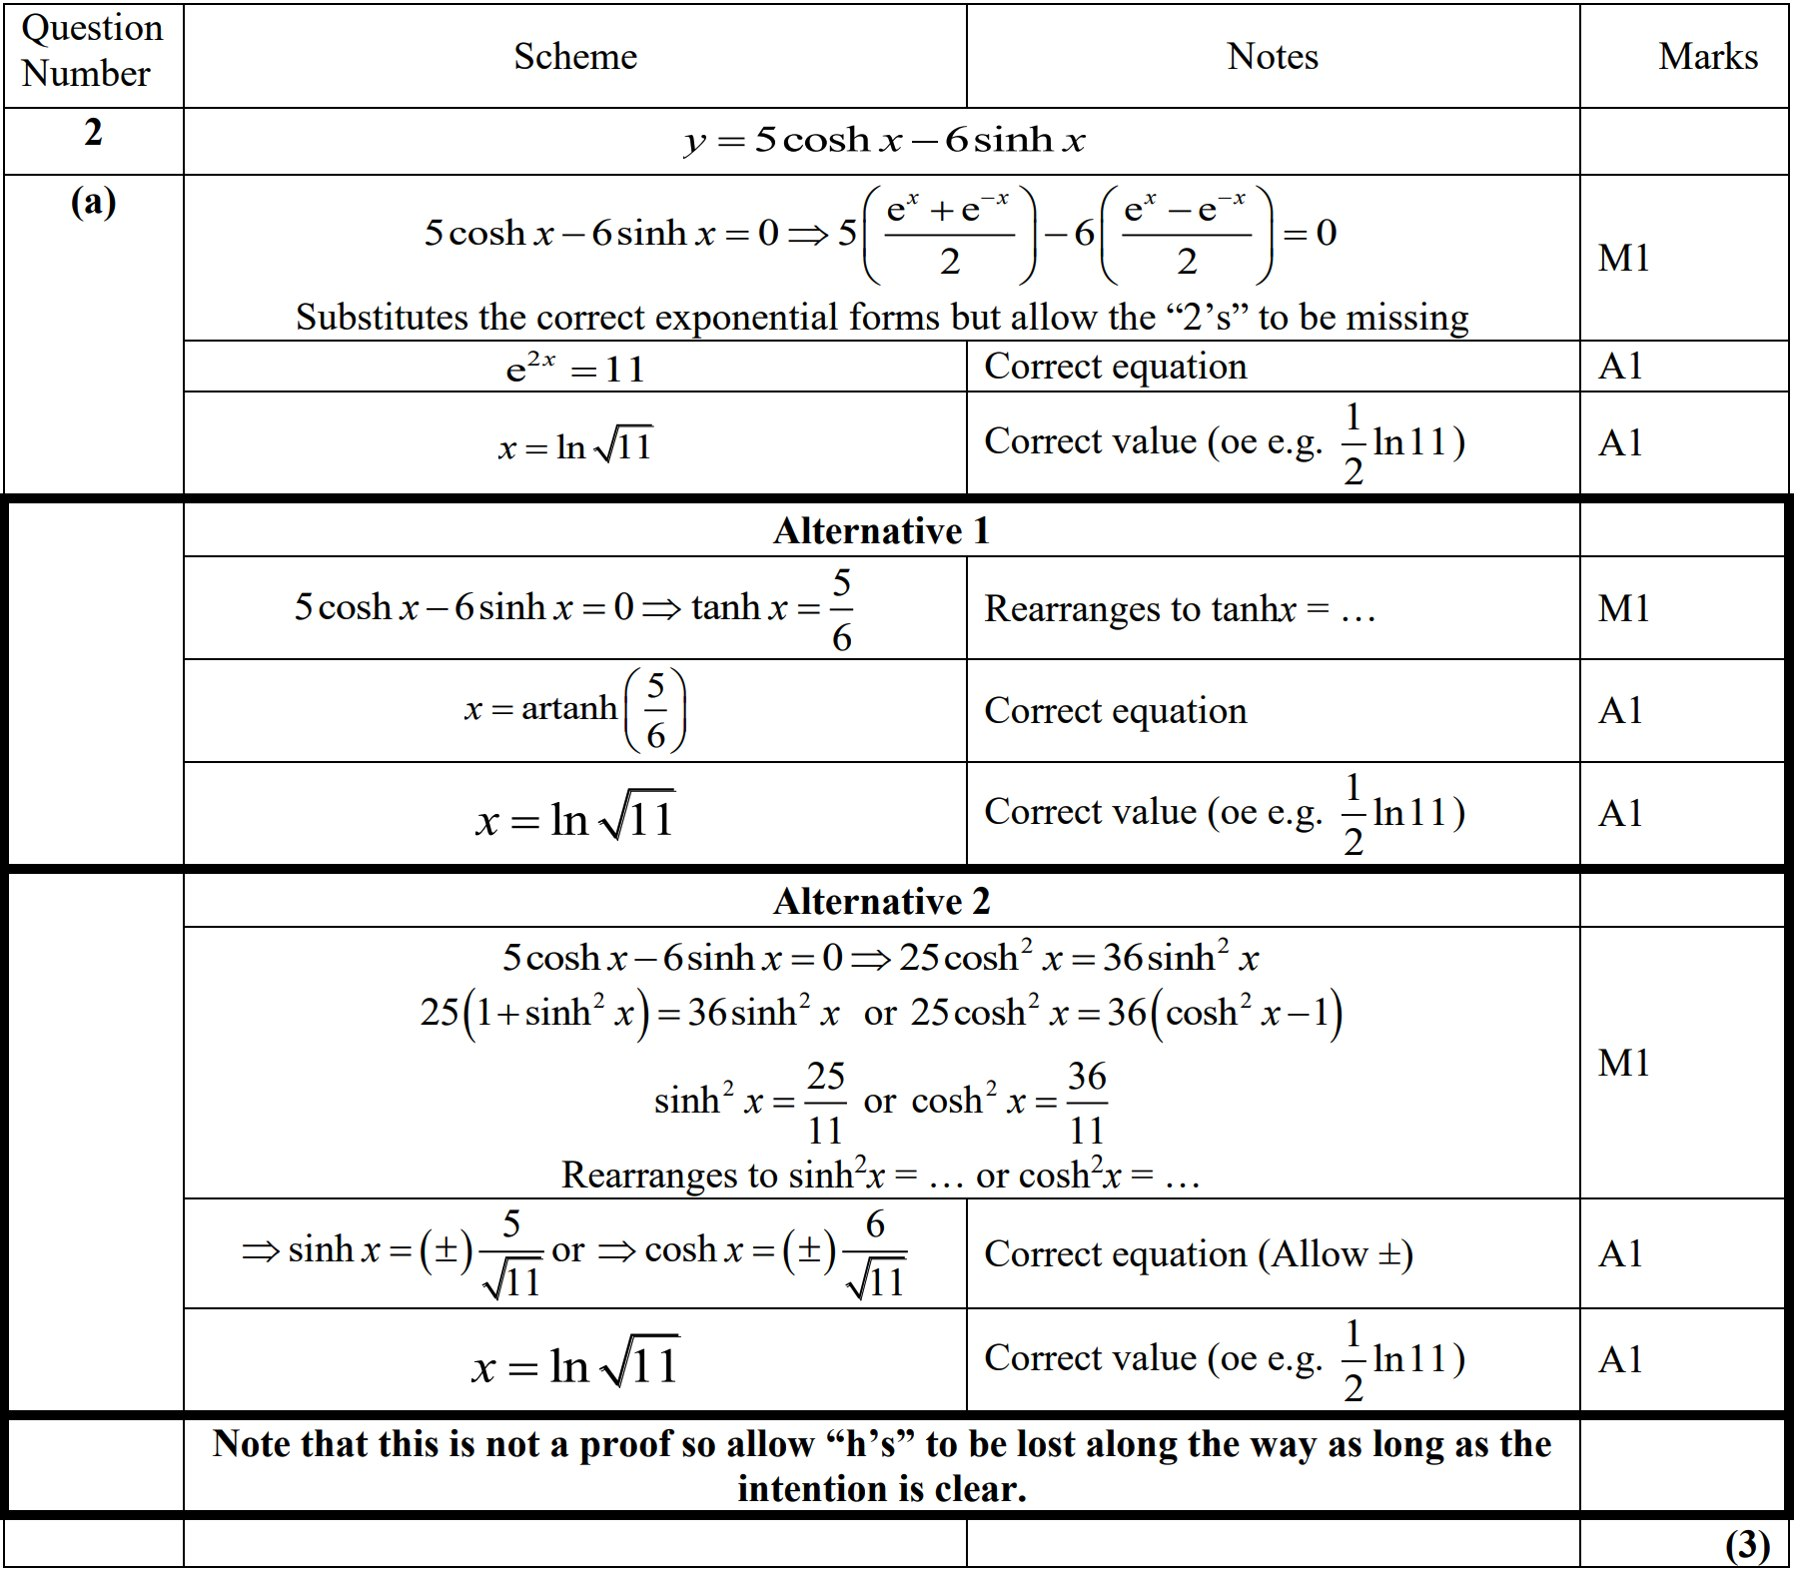 Question Number Scheme Notes Marks
2 y = 5 cosh x − 6 sinh x
(a) 5 cosh x − 6 sinh x = 0 ⇒ 5((e^x + e^−x)/2) − 6((e^x − e^−x)/2) = 0 M1
Substitutes the correct exponential forms but allow the “2’s” to be missing
e^2x = 11 Correct equation A1
x = ln √11 Correct value (oe e.g. 1/2 ln11) A1
Alternative 1
5 cosh x − 6 sinh x = 0 ⇒ tanh x = 5/6 Rearranges to tanhx = … M1
x = artanh(5/6) Correct equation A1
x = ln √11 Correct value (oe e.g. 1/2 ln11) A1
Alternative 2
5 cosh x − 6 sinh x = 0 ⇒ 25 cosh² x = 36 sinh² x
25(1 + sinh² x) = 36 sinh² x or 25 cosh² x = 36(cosh² x − 1)
M1
sinh² x = 25/11 or cosh² x = 36/11
Rearranges to sinh²x = … or cosh²x = …
⇒ sinh x = (±) 5/√11 or ⇒ cosh x = (±) 6/√11 Correct equation (Allow ±) A1
x = ln √11 Correct value (oe e.g. 1/2 ln11) A1
Note that this is not a proof so allow “h’s” to be lost along the way as long as the
intention is clear.
(3)